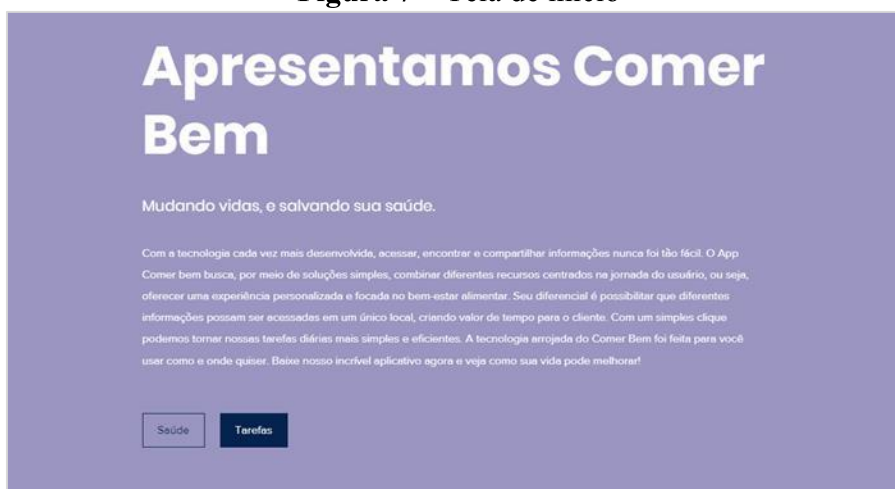 Apresentamos Comer
Bem
Mudando vidas, e salvando sua saúde.
Com a tecnologia cada vez mais desenvolvida, acessar, encontrar e compartilhar informações nunca foi tão fácil. O App
Comer bem busca, por meio de soluções simples, combinar diferentes recursos centrados na jornada do usuário, ou seja,
oferecer uma experiência personalizada e focada no bem-estar alimentar. Seu diferencial é possibilitar que diferentes
informações possam ser acessadas em um único local, criando valor de tempo para o cliente. Com um simples clique
podemos tornar nossas tarefas diárias mais simples e eficientes. A tecnologia arrojada do Comer Bem foi feita para você
usar como e onde quiser. Baixe nosso incrível aplicativo agora e veja como sua vida pode melhorar!
Saúde
Tarefas